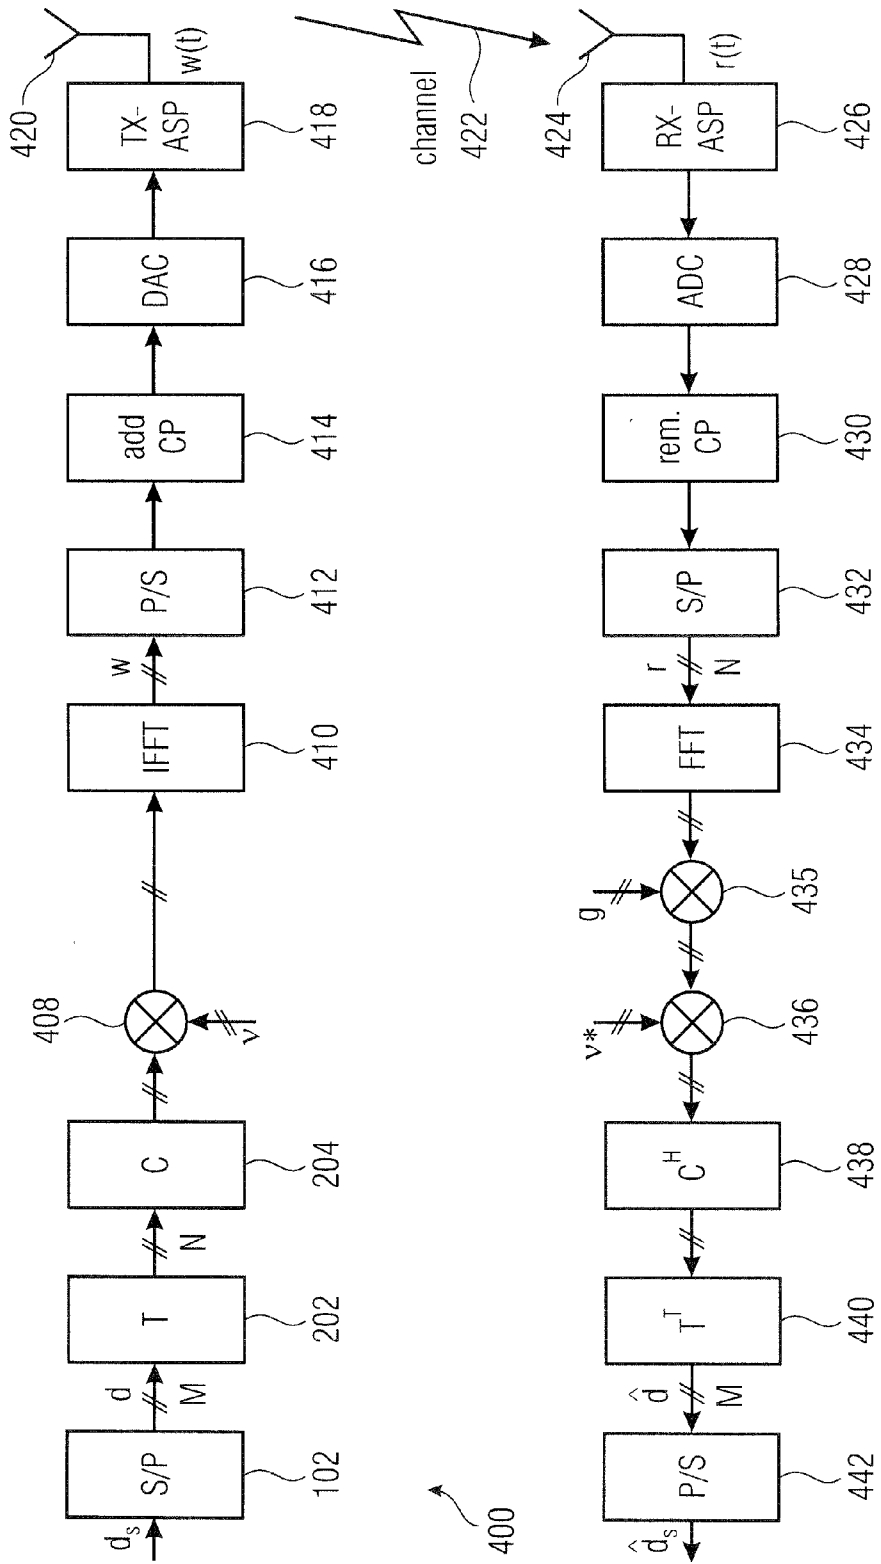 d_s
S/P
102
d
M
T
202
N
C
204
408
ν
IFFT
410
w
P/S
412
add
CP
414
DAC
416
TX-
ASP
418
w(t)
420
channel
422
424
r(t)
RX-
ASP
426
ADC
428
rem.
CP
430
S/P
432
r
N
FFT
434
g
435
ν*
436
C^H
438
T^T
440
d̂
M
P/S
442
d̂_s
400